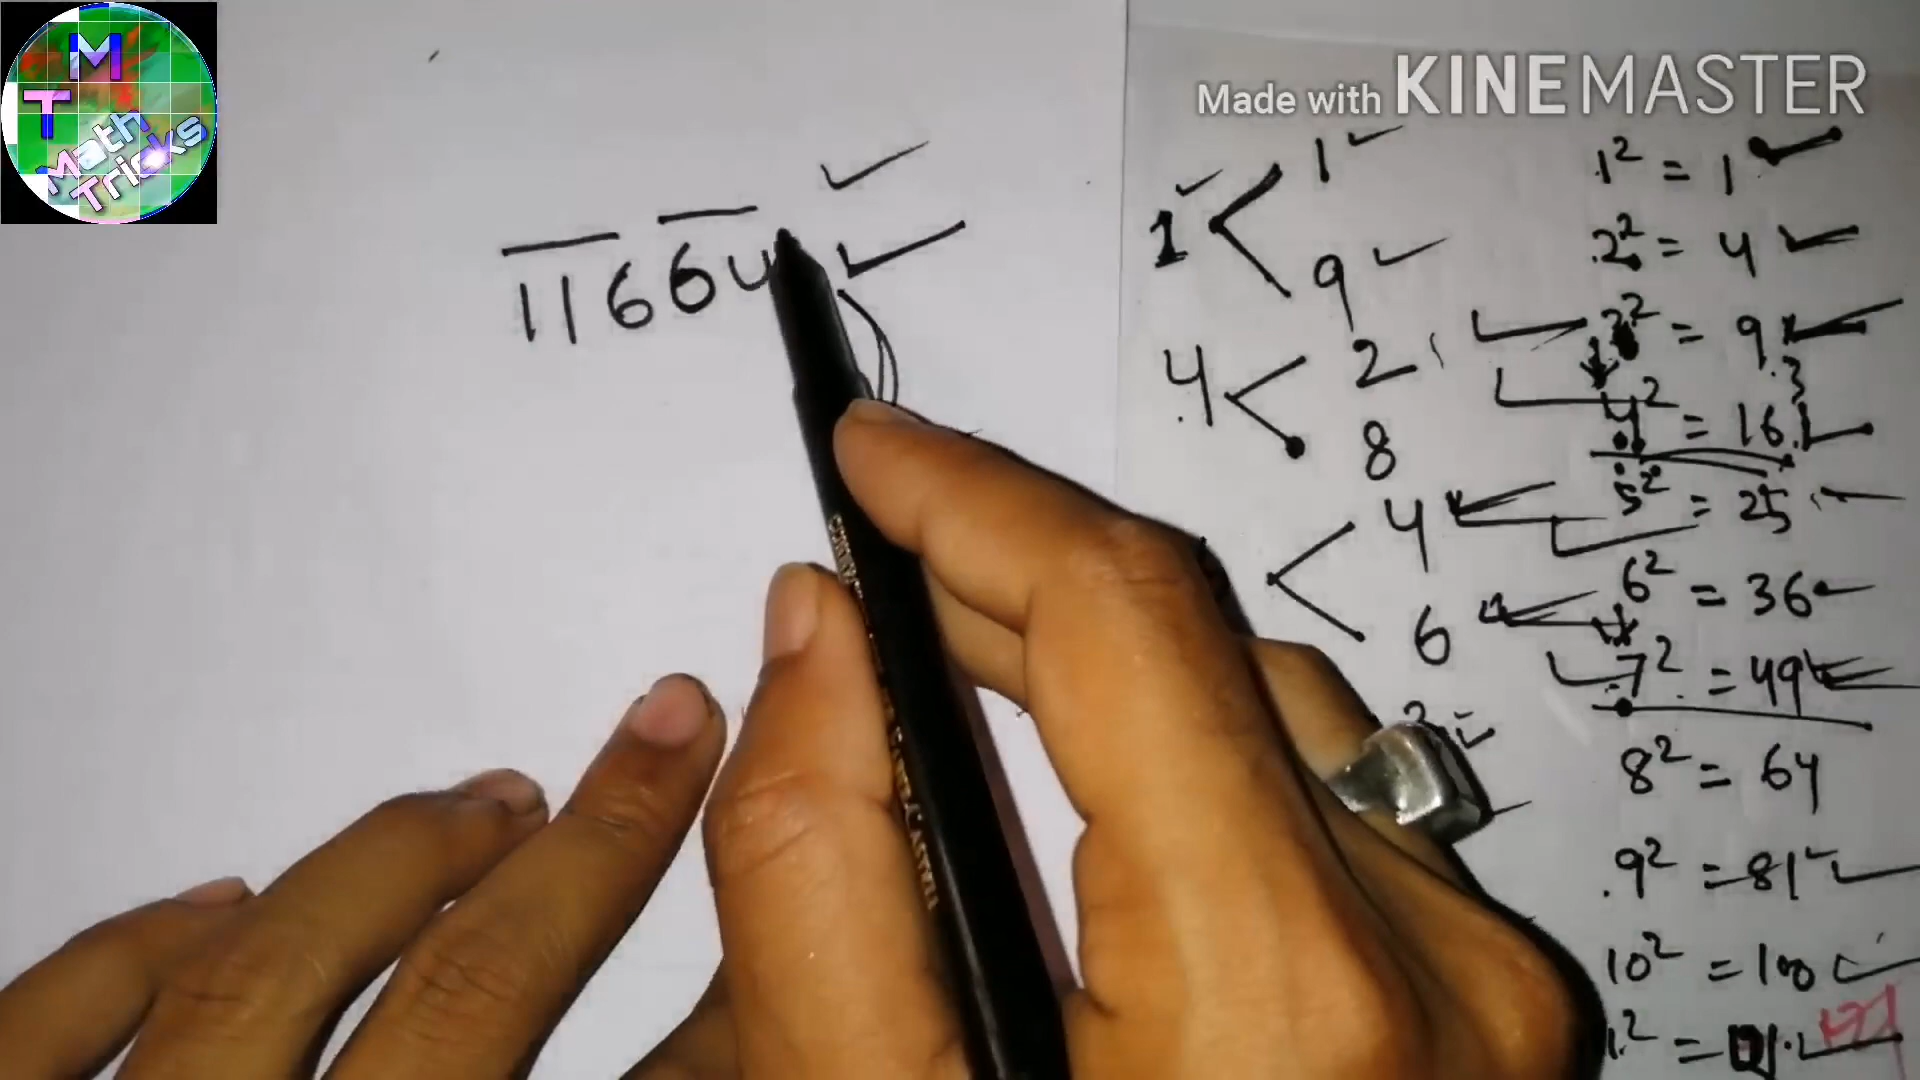 M
T
Math
Tricks
Made with KINEMASTER
11664
1 1
9
4 2
8
4
6
1² = 1
2² = 4
3² = 9
4² = 16
5² = 25
6² = 36
7² = 49
8² = 64
9² = 81
10² = 100